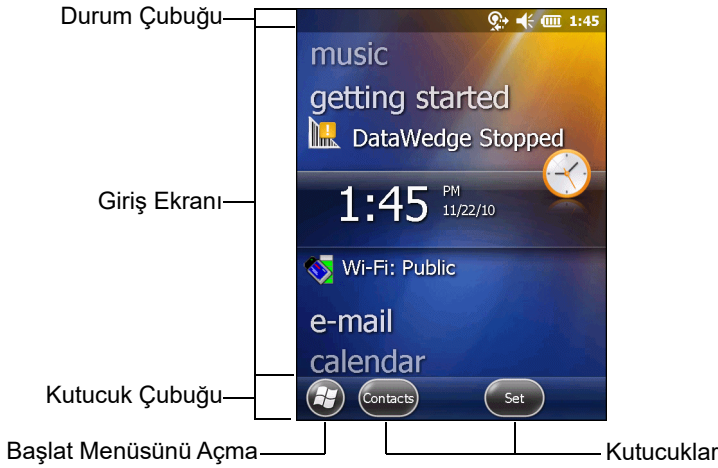 Durum Çubuğu
1:45
music
getting started
DataWedge Stopped
Giriş Ekranı
1:45 PM
11/22/10
Wi-Fi: Public
e-mail
calendar
Kutucuk Çubuğu
Contacts
Set
Başlat Menüsünü Açma
Kutucuklar